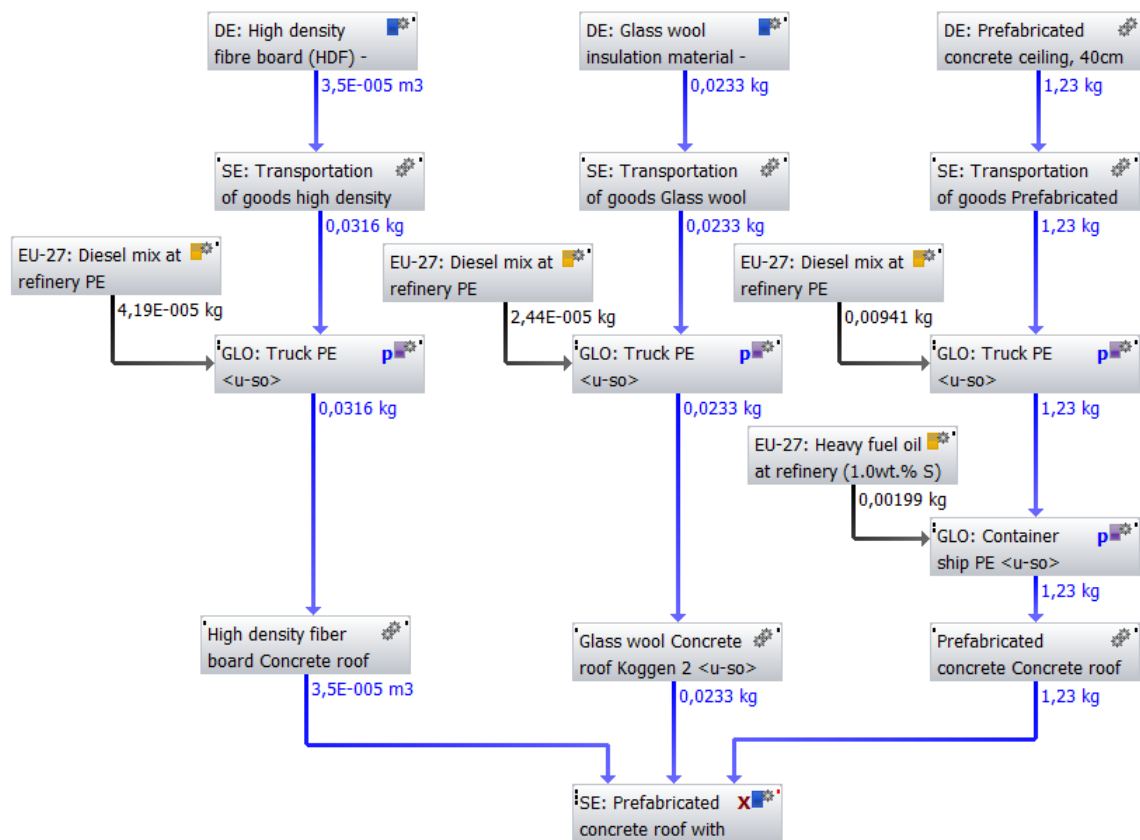 DE: High density
fibre board (HDF) -
3,5E-005 m3
DE: Glass wool
insulation material -
0,0233 kg
DE: Prefabricated
concrete ceiling, 40cm
1,23 kg
SE: Transportation
of goods high density
0,0316 kg
SE: Transportation
of goods Glass wool
0,0233 kg
SE: Transportation
of goods Prefabricated
1,23 kg
EU-27: Diesel mix at
refinery PE
4,19E-005 kg
EU-27: Diesel mix at
refinery PE
2,44E-005 kg
EU-27: Diesel mix at
refinery PE
0,00941 kg
GLO: Truck PE
<u-so>
p
0,0316 kg
GLO: Truck PE
<u-so>
p
0,0233 kg
GLO: Truck PE
<u-so>
p
1,23 kg
EU-27: Heavy fuel oil
at refinery (1.0wt.% S)
0,00199 kg
GLO: Container
ship PE <u-so>
p
1,23 kg
High density fiber
board Concrete roof
3,5E-005 m3
Glass wool Concrete
roof Koggen 2 <u-so>
0,0233 kg
Prefabricated
concrete Concrete roof
1,23 kg
SE: Prefabricated
concrete roof with
X